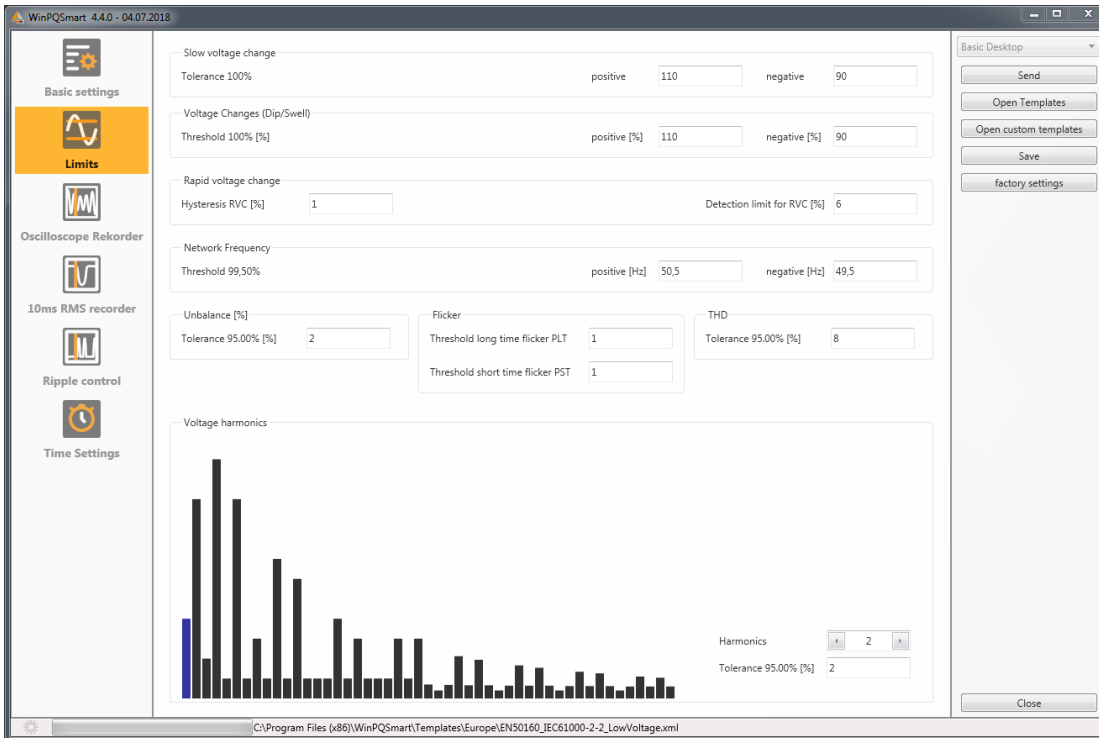 WinPQSmart 4.4.0 - 04.07.2018
Basic settings
Limits
Oscilloscope Rekorder
10ms RMS recorder
Ripple control
Time Settings
Slow voltage change
Tolerance 100% positive 110 negative 90
Voltage Changes (Dip/Swell)
Threshold 100% [%] positive [%] 110 negative [%] 90
Rapid voltage change
Hysteresis RVC [%] 1 Detection limit for RVC [%] 6
Network Frequency
Threshold 99,50% positive [Hz] 50,5 negative [Hz] 49,5
Unbalance [%]
Tolerance 95.00% [%] 2
Flicker
Threshold long time flicker PLT 1
Threshold short time flicker PST 1
THD
Tolerance 95.00% [%] 8
Voltage harmonics
Harmonics 2
Tolerance 95.00% [%] 2
Basic Desktop
Send
Open Templates
Open custom templates
Save
factory settings
Close
C:\Program Files (x86)\WinPQSmart\Templates\Europe\EN50160_IEC61000-2-2_LowVoltage.xml